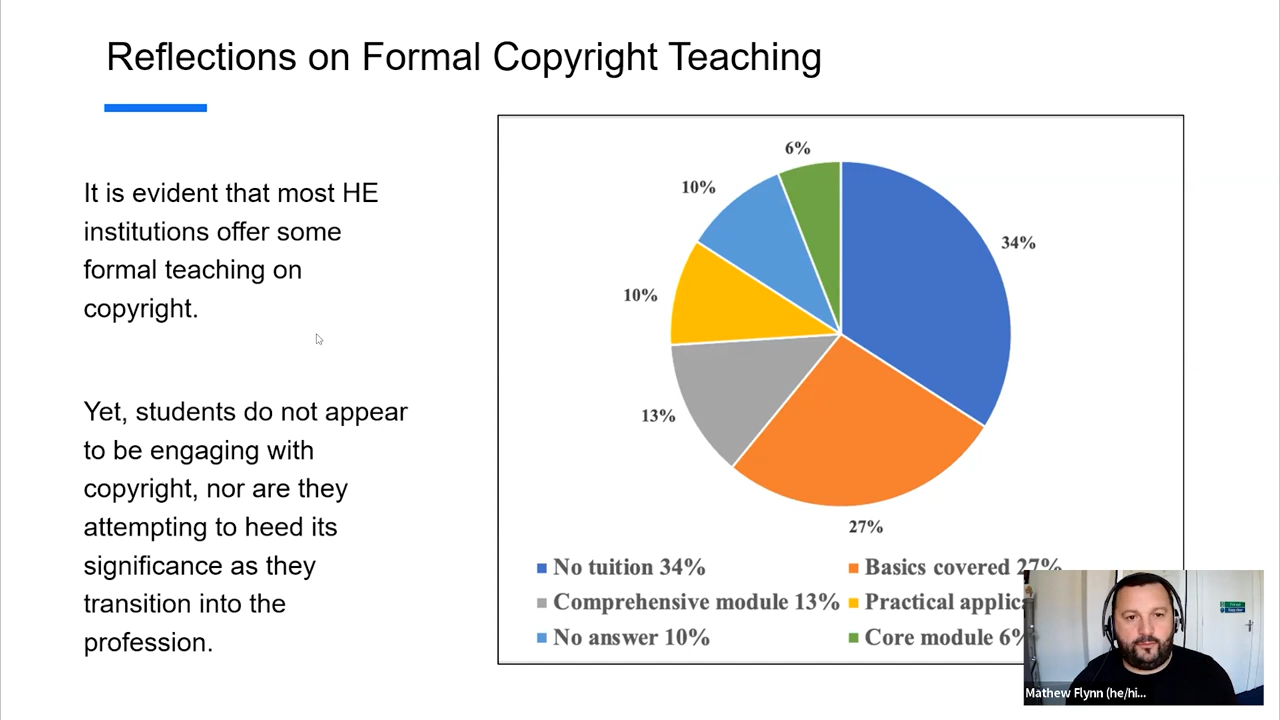 Reflections on Formal Copyright Teaching
It is evident that most HE
institutions offer some
formal teaching on
copyright.
Yet, students do not appear
to be engaging with
copyright, nor are they
attempting to heed its
significance as they
transition into the
profession.
6%
10%
34%
10%
13%
27%
No tuition 34%
Basics covered 27%
Comprehensive module 13%
Practical
No answer 10%
Core module 6%
Mathew Flynn (he/hi...